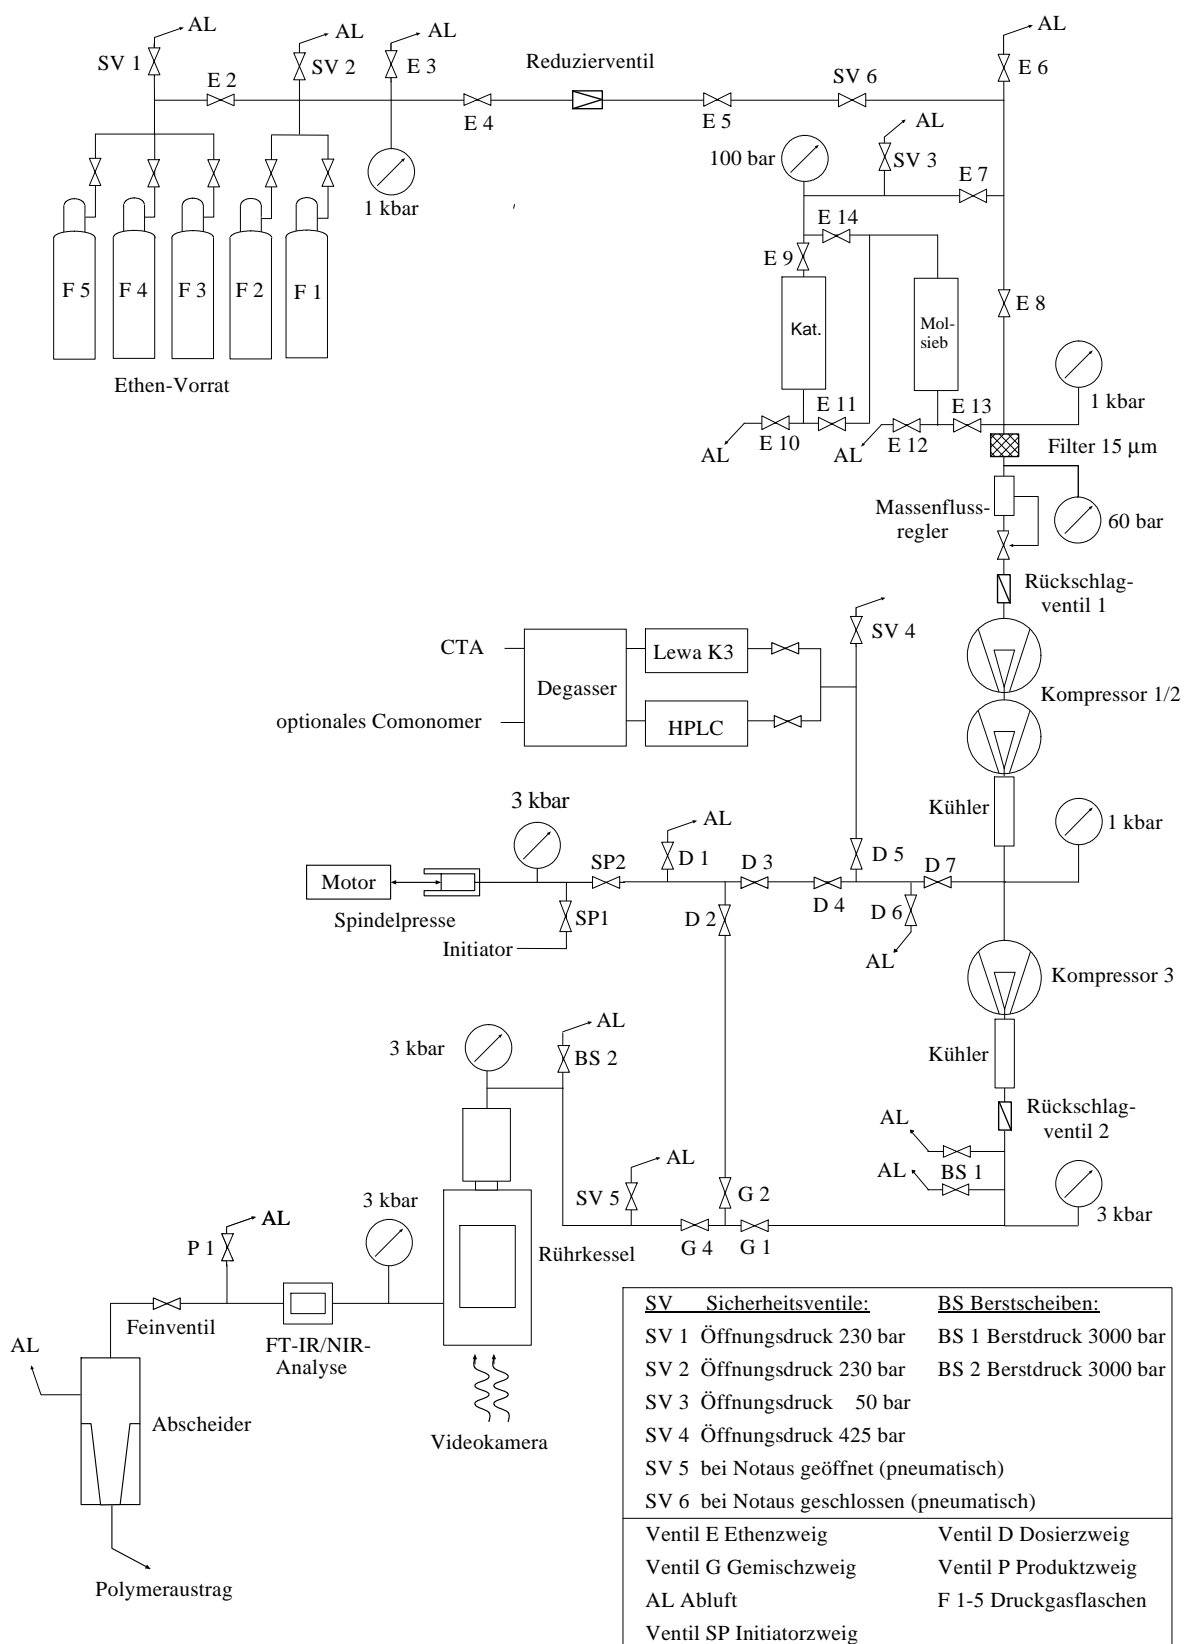 AL
AL
AL
AL
SV 1
E 2
SV 2
E 3
Reduzierventil
SV 6
E 6
E 4
E 5
AL
100 bar
SV 3
E 7
1 kbar
E 14
E 9
E 8
F 5
F 4
F 3
F 2
F 1
Kat.
Mol-
sieb
Ethen-Vorrat
E 11
E 13
1 kbar
AL
E 10
AL
E 12
Filter 15 μm
Massenfluss-
regler
60 bar
Rückschlag-
ventil 1
SV 4
CTA
Lewa K3
Degasser
Kompressor 1/2
optionales Comonomer
HPLC
3 kbar
AL
Kühler
1 kbar
SP2
D 1
D 3
D 5
D 7
Motor
Spindelpresse
SP1
D 2
D 4
D 6
Initiator
AL
Kompressor 3
AL
3 kbar
BS 2
Kühler
Rückschlag-
ventil 2
AL
AL
AL
BS 1
3 kbar
SV 5
G 2
AL
3 kbar
P 1
Rührkessel
G 4
G 1
Feinventil
FT-IR/NIR-
Analyse
AL
Abscheider
Videokamera
Polymeraustrag
SV Sicherheitsventile: BS Berstscheiben:
SV 1 Öffnungsdruck 230 bar BS 1 Berstdruck 3000 bar
SV 2 Öffnungsdruck 230 bar BS 2 Berstdruck 3000 bar
SV 3 Öffnungsdruck 50 bar
SV 4 Öffnungsdruck 425 bar
SV 5 bei Notaus geöffnet (pneumatisch)
SV 6 bei Notaus geschlossen (pneumatisch)
Ventil E Ethenzweig Ventil D Dosierzweig
Ventil G Gemischzweig Ventil P Produktzweig
AL Abluft F 1-5 Druckgasflaschen
Ventil SP Initiatorzweig